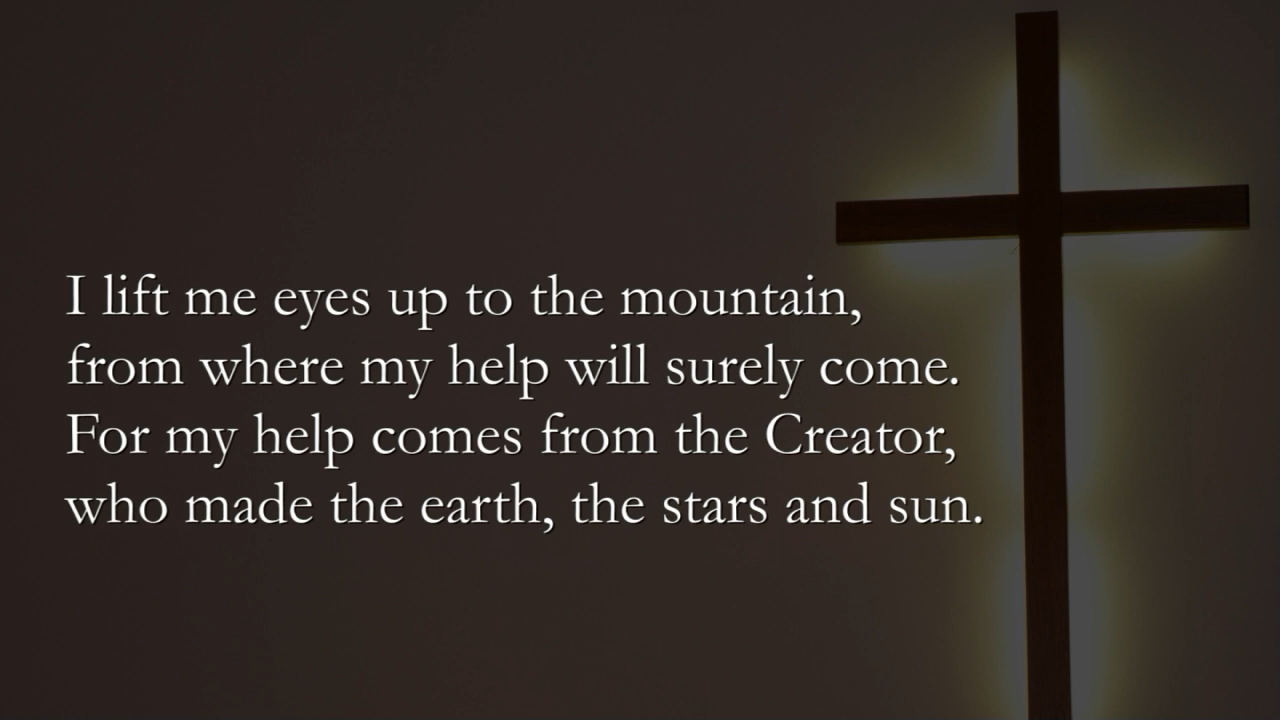 I lift me eyes up to the mountain,
from where my help will surely come.
For my help comes from the Creator,
who made the earth, the stars and sun.